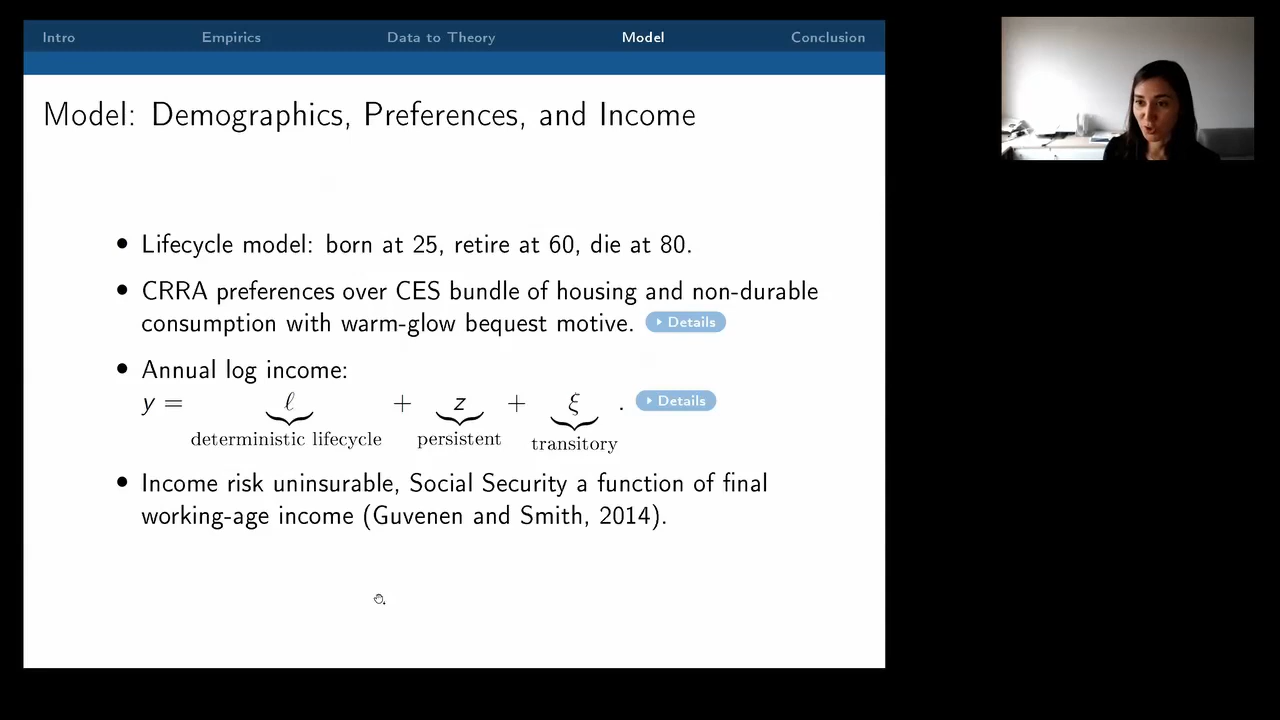 Intro Empirics Data to Theory Model Conclusion
Model: Demographics, Preferences, and Income
• Lifecycle model: born at 25, retire at 60, die at 80.
• CRRA preferences over CES bundle of housing and non-durable
consumption with warm-glow bequest motive. Details
• Annual log income:
y = ℓ + z + ξ . Details
deterministic lifecycle persistent transitory
• Income risk uninsurable, Social Security a function of final
working-age income (Guvenen and Smith, 2014).